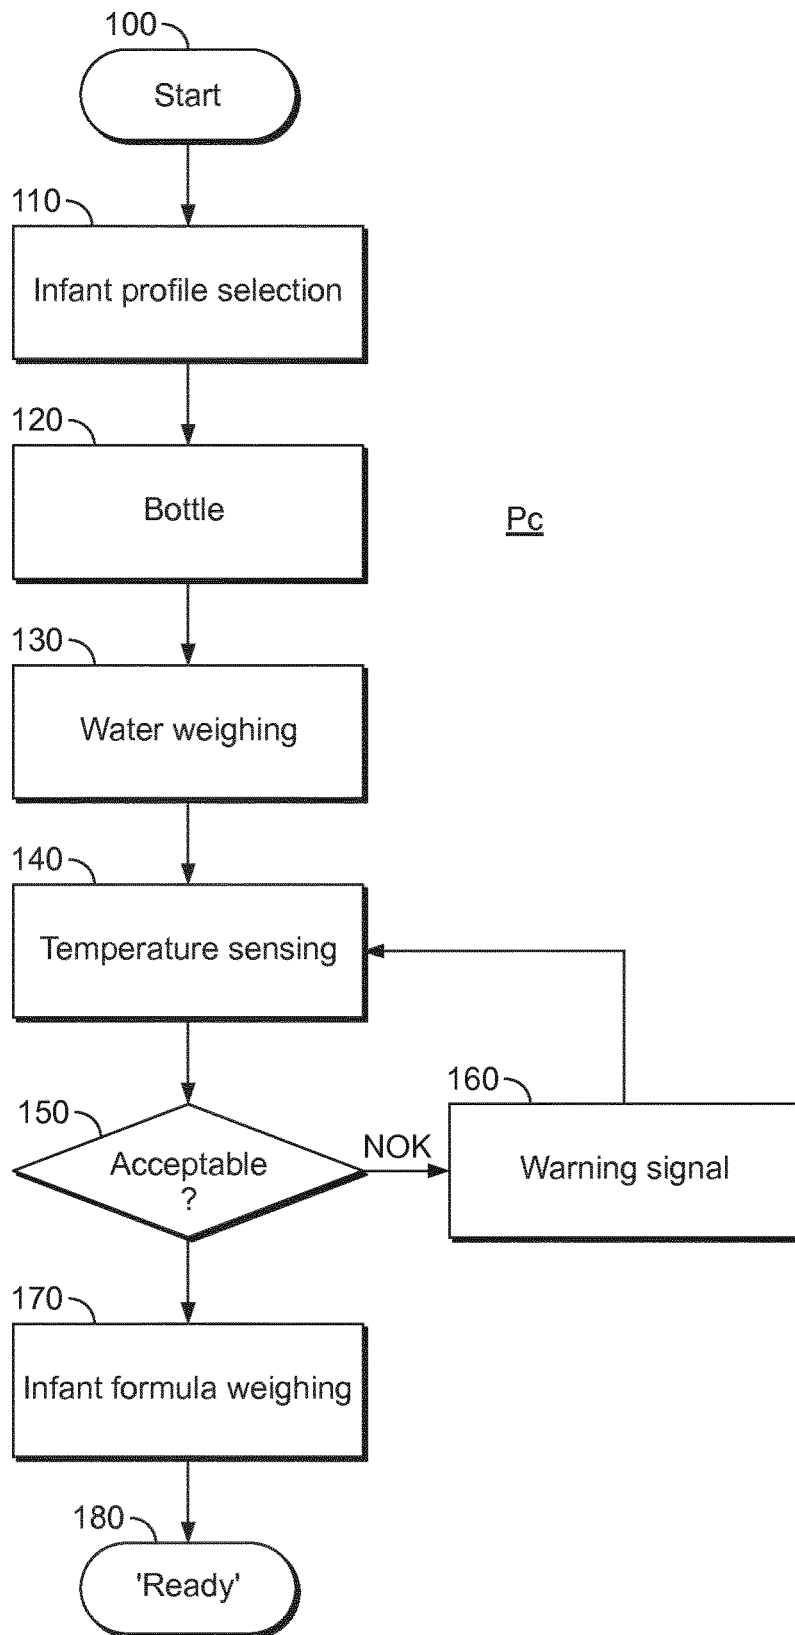 100
Start
110
Infant profile selection
120
Bottle
Pc
130
Water weighing
140
Temperature sensing
150
Acceptable
?
NOK
160
Warning signal
170
Infant formula weighing
180
'Ready'